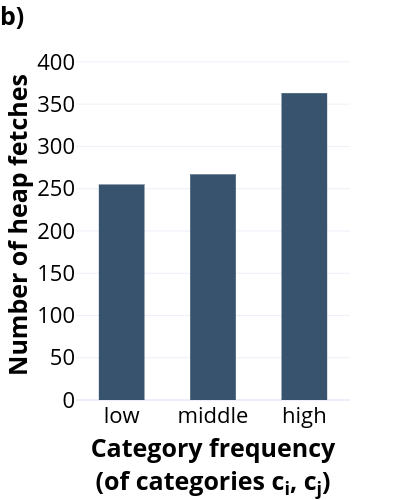 b)
Number of heap fetches
400
350
300
250
200
150
100
50
0
low middle high
Category frequency
(of categories cᵢ, cⱼ)